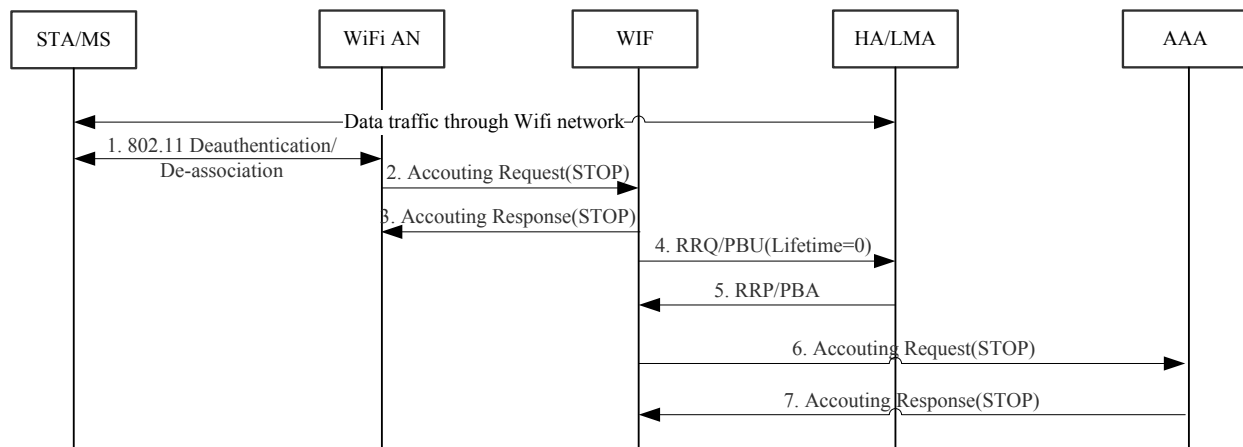 STA/MS
WiFi AN
WIF
HA/LMA
AAA
Data traffic through Wifi network
1. 802.11 Deauthentication/
De-association
2. Accouting Request(STOP)
3. Accouting Response(STOP)
4. RRQ/PBU(Lifetime=0)
5. RRP/PBA
6. Accouting Request(STOP)
7. Accouting Response(STOP)